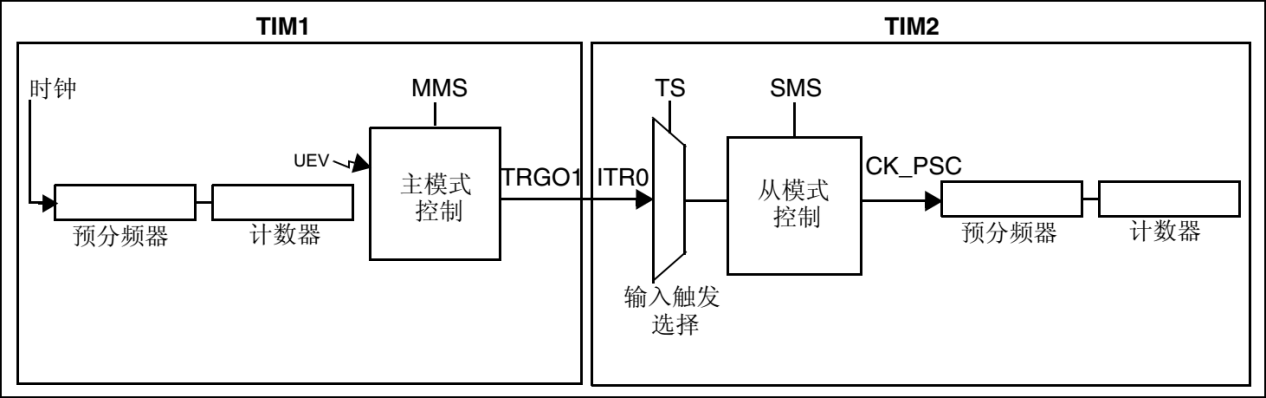 TIM1
TIM2
时钟
MMS
TS
SMS
UEV
主模式
控制
TRGO1
ITR0
从模式
控制
CK_PSC
预分频器
计数器
预分频器
计数器
输入触发
选择